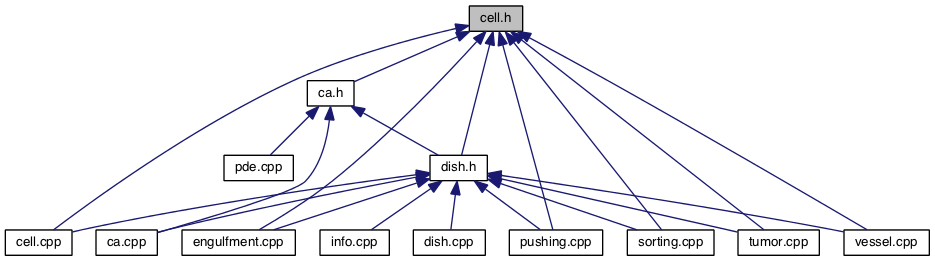 cell.h
ca.h
pde.cpp
dish.h
cell.cpp
ca.cpp
engulfment.cpp
info.cpp
dish.cpp
pushing.cpp
sorting.cpp
tumor.cpp
vessel.cpp